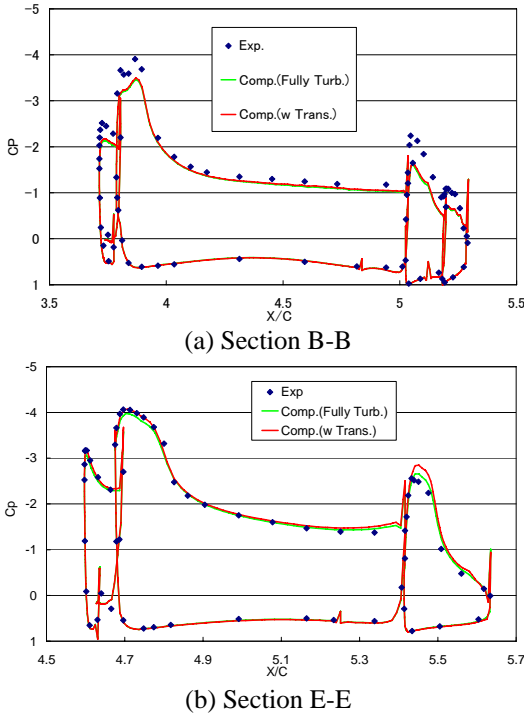 -5
-4
-3
-2
-1
0
1
CP
Exp.
Comp.(Fully Turb.)
Comp.(w Trans.)
3.5 4 4.5 5 5.5
X/C
(a) Section B-B
-5
-4
-3
-2
-1
0
1
Cp
Exp
Comp.(Fully Turb.)
Comp.(w Trans.)
4.5 4.7 4.9 5.1 5.3 5.5 5.7
X/C
(b) Section E-E